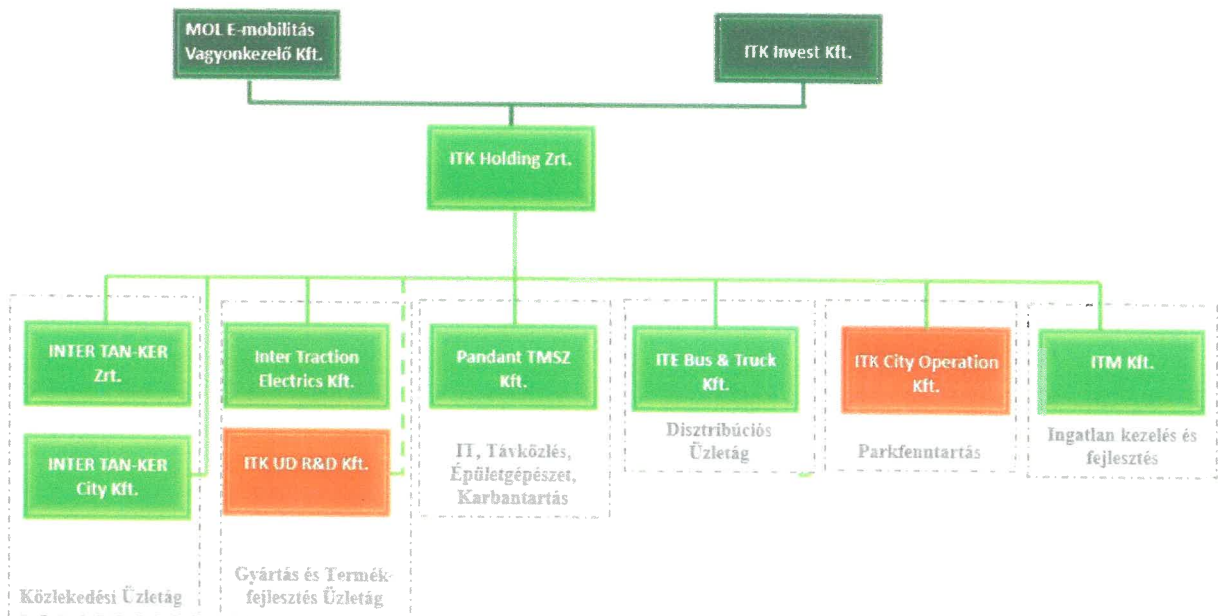 MOL E-mobilitás
Vagyonkezelő Kft.
ITK Invest Kft.
ITK Holding Zrt.
INTER TAN-KER
Zrt.
INTER TAN-KER
City Kft.
Közlekedési Üzletág
Inter Traction
Electrics Kft.
ITK UD R&D Kft.
Gyártás és Termék-
fejlesztés Üzletág
Pandant TMSZ
Kft.
IT, Távközlés,
Épületgépészet,
Karbantartás
ITE Bus & Truck
Kft.
Disztribúciós
Üzletág
ITK City Operation
Kft.
Parkfenntartás
ITM Kft.
Ingatlan kezelés és
fejlesztés